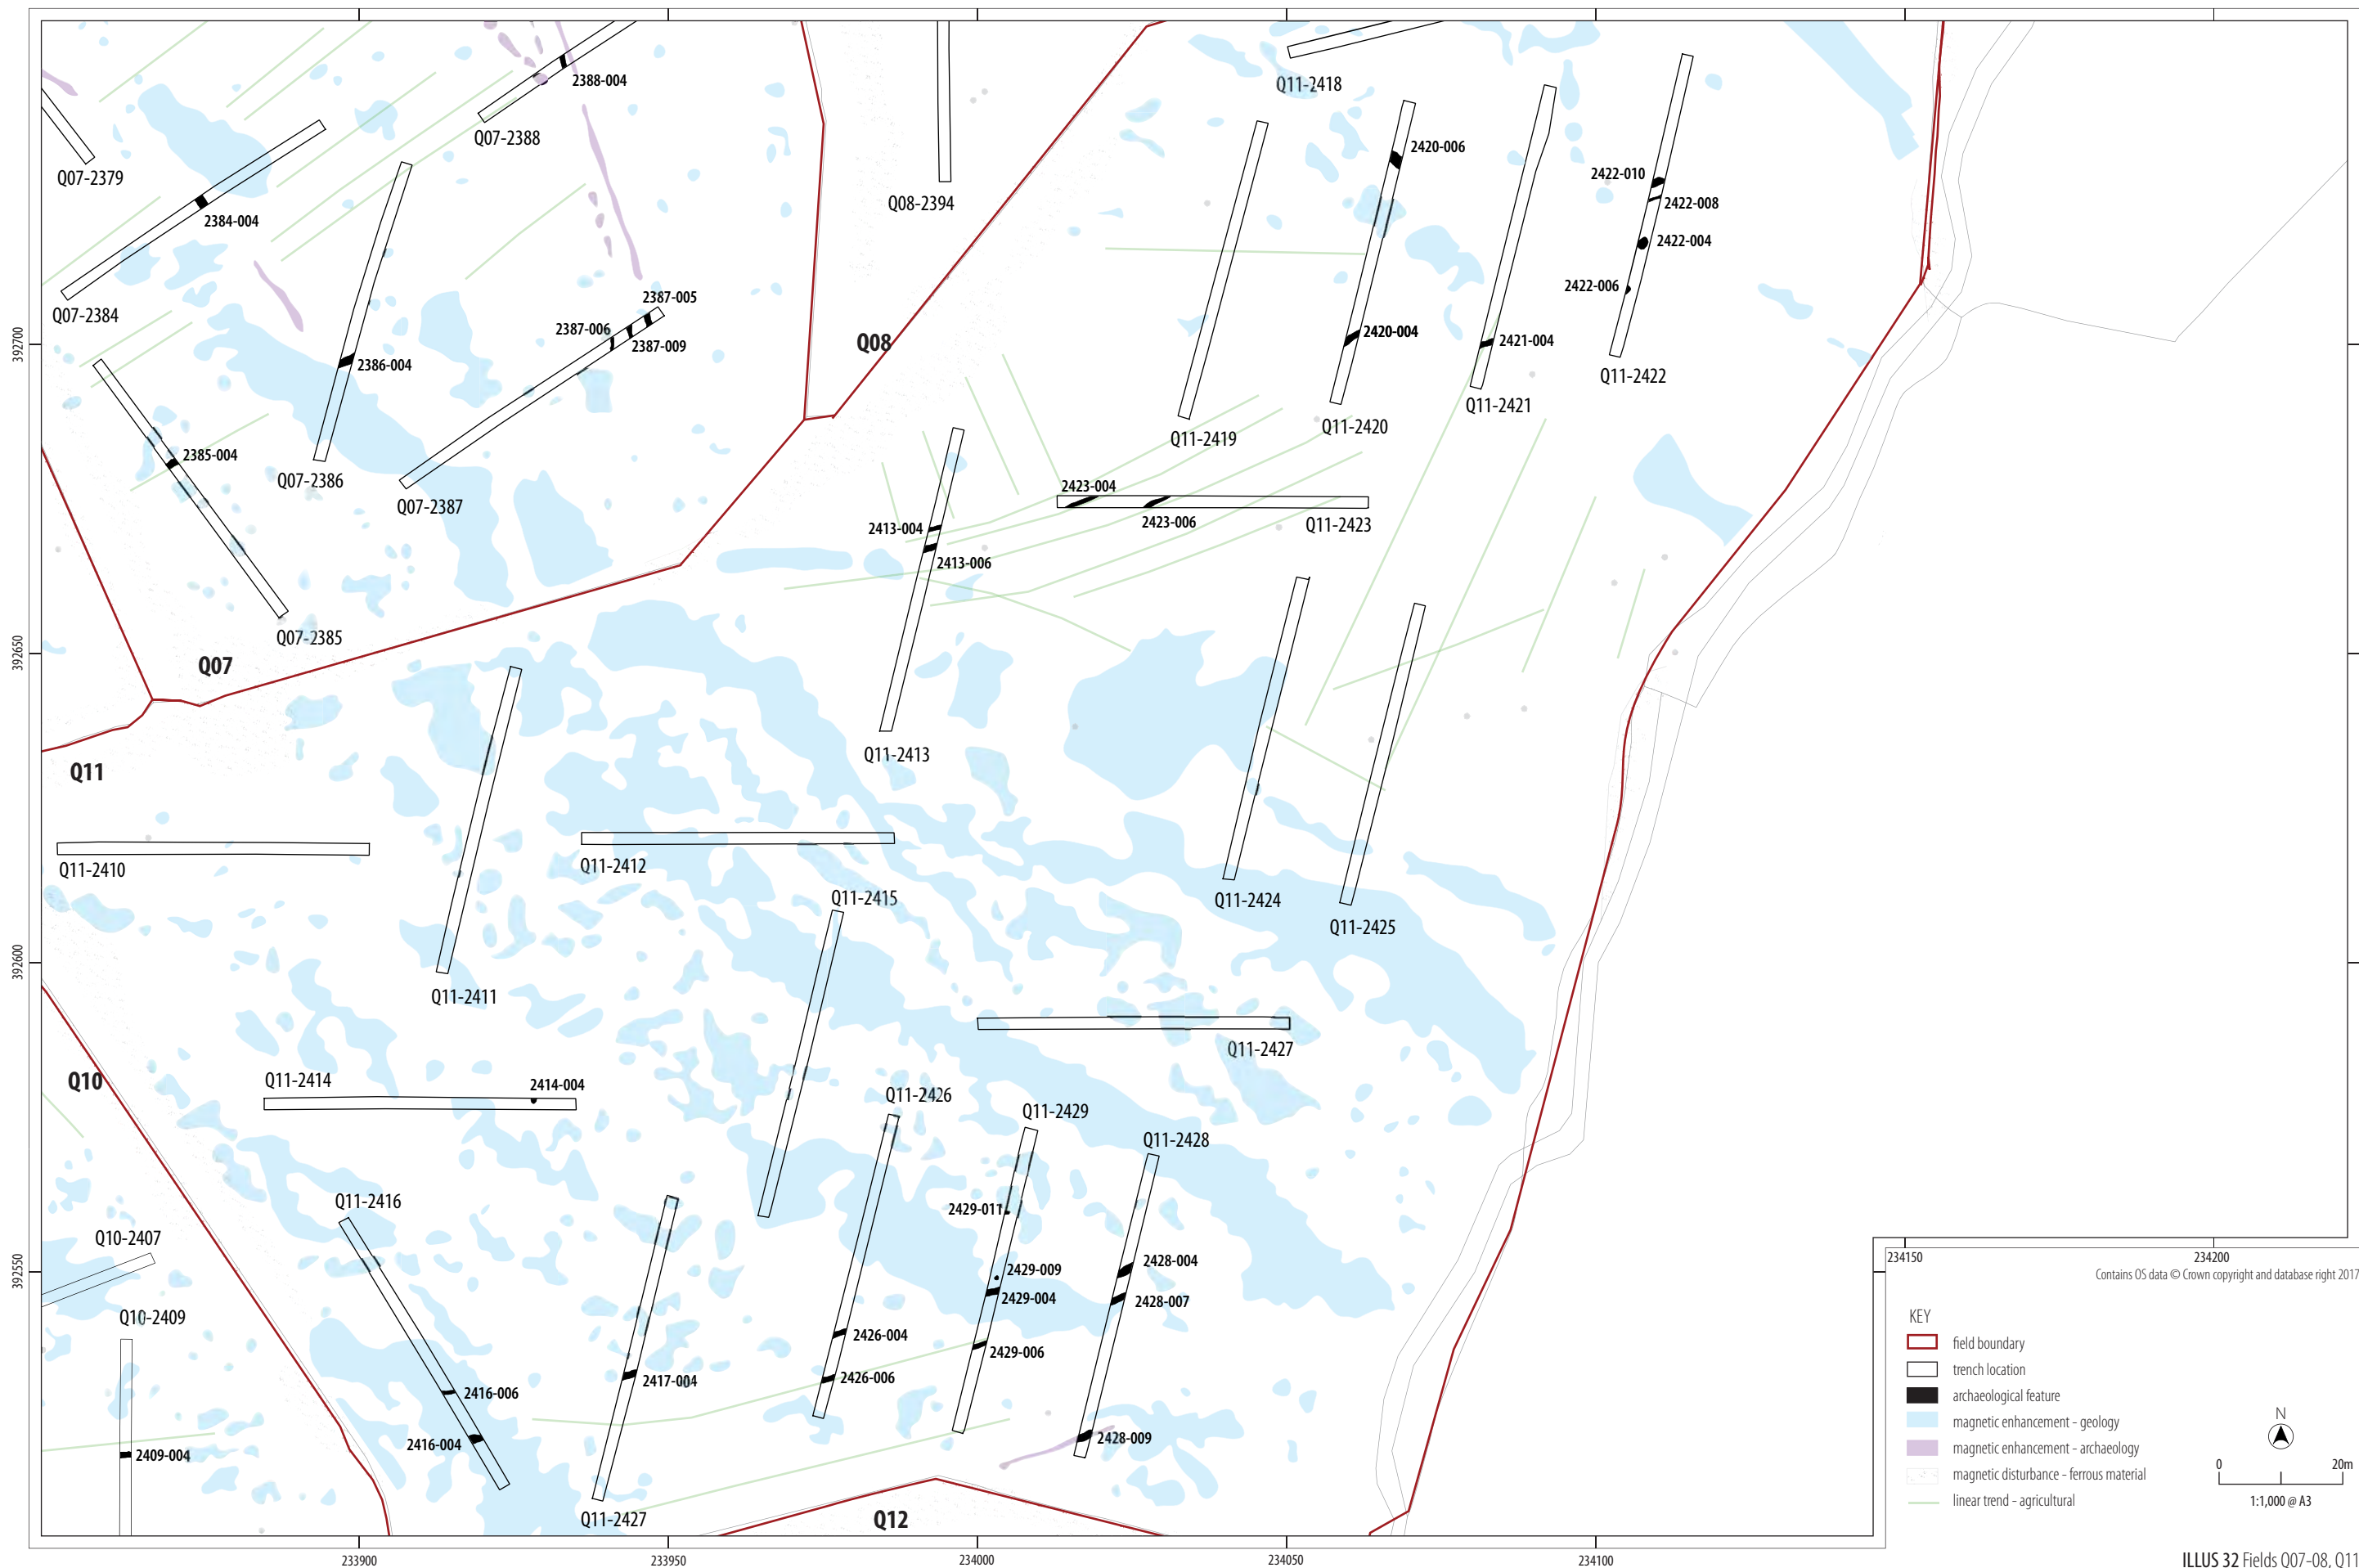 2388-004
Q11-2418
Q07-2388
2420-006
Q07-2379
2422-010
Q08-2394
2422-008
2384-004
2422-004
2422-006
2387-005
Q07-2384
2387-006
2420-004
392700
Q08
2421-004
2387-009
2386-004
Q11-2422
Q11-2421
Q11-2420
Q11-2419
2385-004
Q07-2386
2423-004
Q07-2387
2423-006
Q11-2423
2413-004
2413-006
Q07-2385
392650
Q07
Q11-2413
Q11
Q11-2410
Q11-2412
Q11-2415
Q11-2424
Q11-2425
392600
Q11-2411
Q11-2427
Q10
Q11-2414
2414-004
Q11-2426
Q11-2429
Q11-2428
Q11-2416
2429-011
Q10-2407
392550
2429-009
2428-004
234150
234200
Contains OS data © Crown copyright and database right 2017
2429-004
2428-007
Q10-2409
KEY
2426-004
field boundary
2429-006
trench location
2426-006
2417-004
2416-006
archaeological feature
magnetic enhancement - geology
N
2428-009
2416-004
magnetic enhancement - archaeology
2409-004
0
20m
magnetic disturbance - ferrous material
linear trend - agricultural
1:1,000 @ A3
Q11-2427
Q12
233900
233950
234000
234050
234100
ILLUS 32 Fields Q07-08, Q11